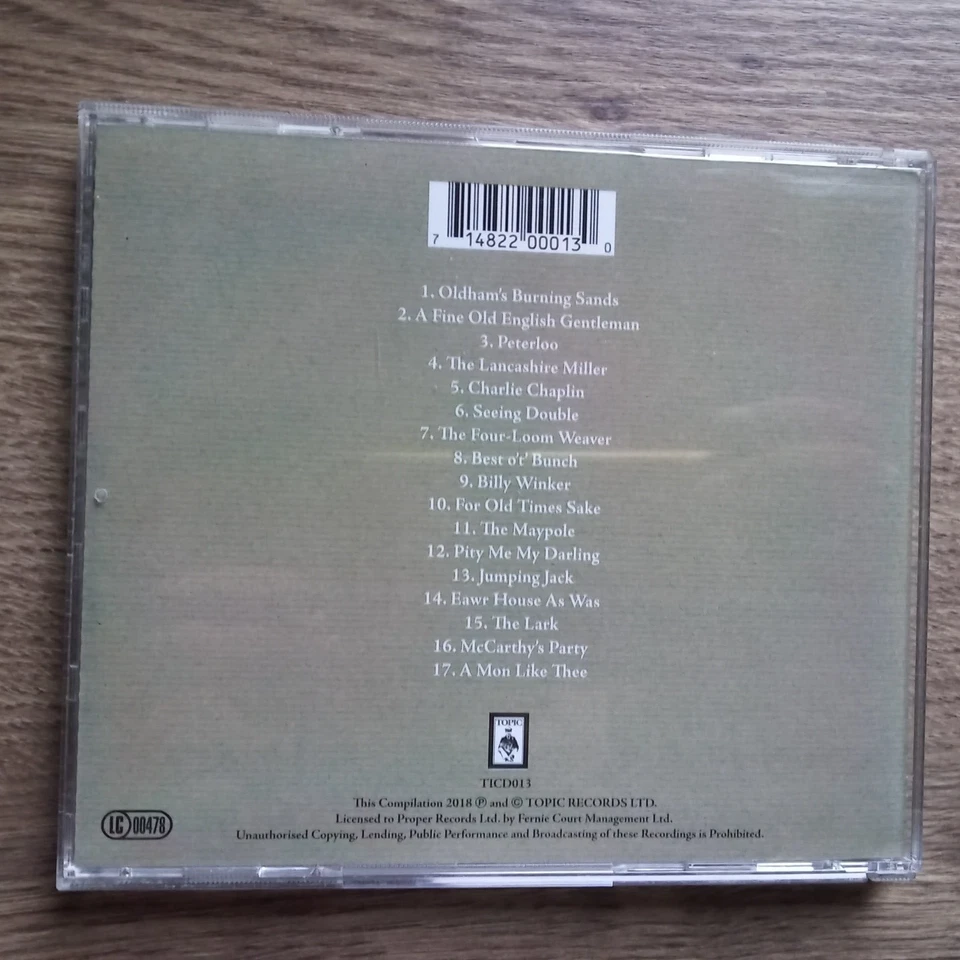 7 14822 00013 0
1. Oldham's Burning Sands
2. A Fine Old English Gentleman
3. Peterloo
4. The Lancashire Miller
5. Charlie Chaplin
6. Seeing Double
7. The Four-Loom Weaver
8. Best o't' Bunch
9. Billy Winker
10. For Old Times Sake
11. The Maypole
12. Pity Me My Darling
13. Jumping Jack
14. Eawr House As Was
15. The Lark
16. McCarthy's Party
17. A Mon Like Thee
TOPIC
TICD013
This Compilation 2018 ℗ and © TOPIC RECORDS LTD.
Licensed to Proper Records Ltd. by Fernie Court Management Ltd.
LC 00478
Unauthorised Copying, Lending, Public Performance and Broadcasting of these Recordings is Prohibited.